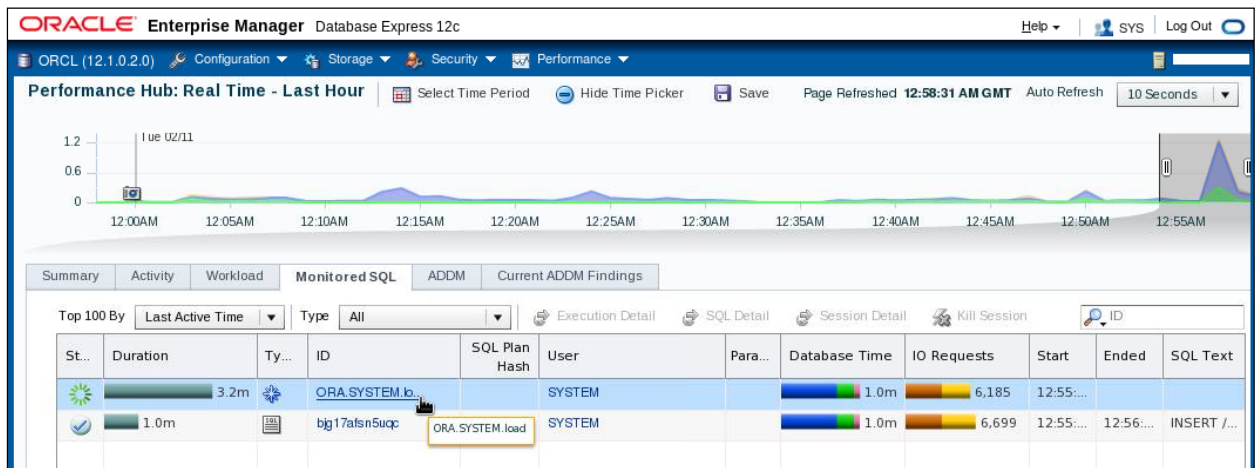 ORACLE Enterprise Manager Database Express 12c Help SYS Log Out
ORCL (12.1.0.2.0) Configuration Storage Security Performance
Performance Hub: Real Time - Last Hour Select Time Period Hide Time Picker Save Page Refreshed 12:58:31 AM GMT Auto Refresh 10 Seconds
Tue 02/11
1.2
0.6
0
12:00AM 12:05AM 12:10AM 12:15AM 12:20AM 12:25AM 12:30AM 12:35AM 12:40AM 12:45AM 12:50AM 12:55AM
Summary Activity Workload Monitored SQL ADDM Current ADDM Findings
Top 100 By Last Active Time Type All Execution Detail SQL Detail Session Detail Kill Session ID
St... Duration Ty... ID SQL Plan Hash User Para... Database Time IO Requests Start Ended SQL Text
3.2m ORA.SYSTEM.lo... SYSTEM 1.0m 6,185 12:55:...
1.0m SQL bjg17afsn5uqc SYSTEM 1.0m 6,699 12:55:... 12:56:... INSERT /...
ORA.SYSTEM.load